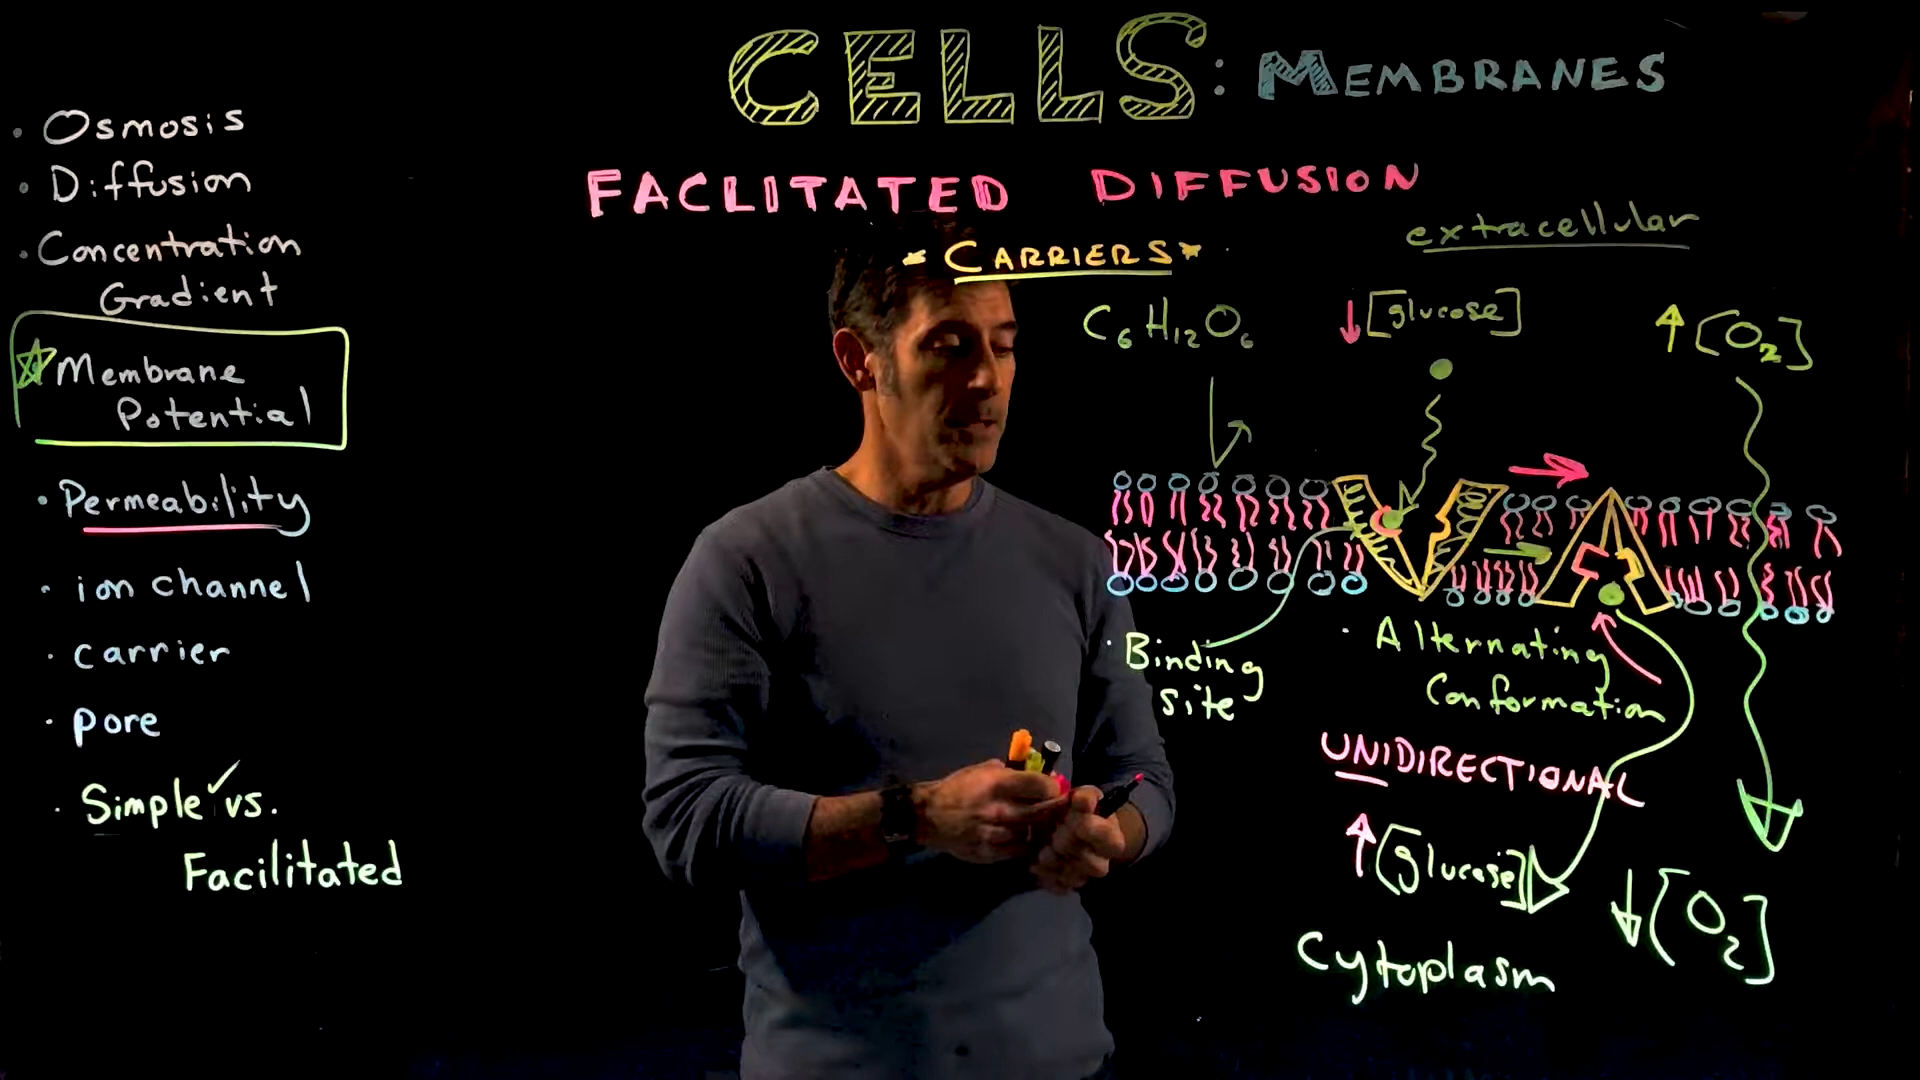 CELLS: MEMBRANES
FACLITATED DIFFUSION
CARRIERS
extracellular
• Osmosis
• Diffusion
• Concentration
Gradient
Membrane
Potential
• Permeability
• ion channel
• carrier
• pore
• Simple ✓ vs.
Facilitated
C₆H₁₂O₆
↓ [glucose]
↑ [O₂]
• Binding
site
• Alternating
Conformation
UNIDIRECTIONAL
↑ [glucose]
↓ [O₂]
Cytoplasm